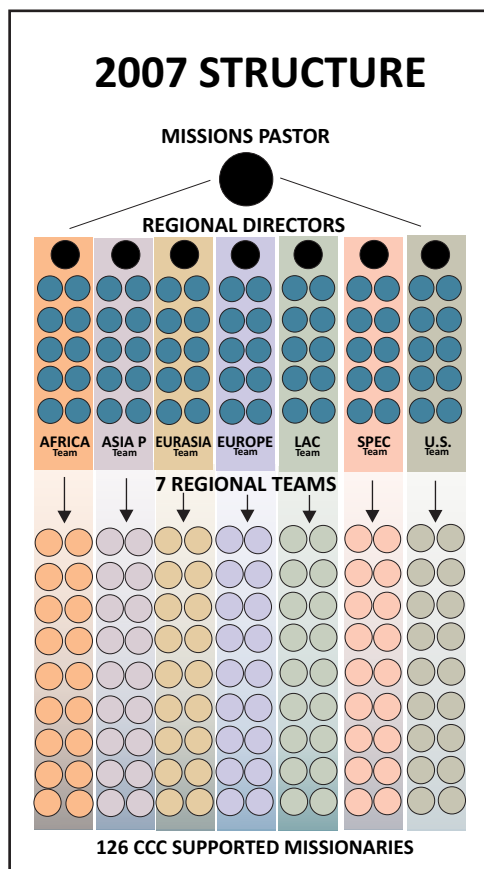 2007 STRUCTURE
MISSIONS PASTOR
REGIONAL DIRECTORS
AFRICA ASIA P EURASIA EUROPE LAC SPEC U.S.
Team Team Team Team Team Team Team
7 REGIONAL TEAMS
126 CCC SUPPORTED MISSIONARIES